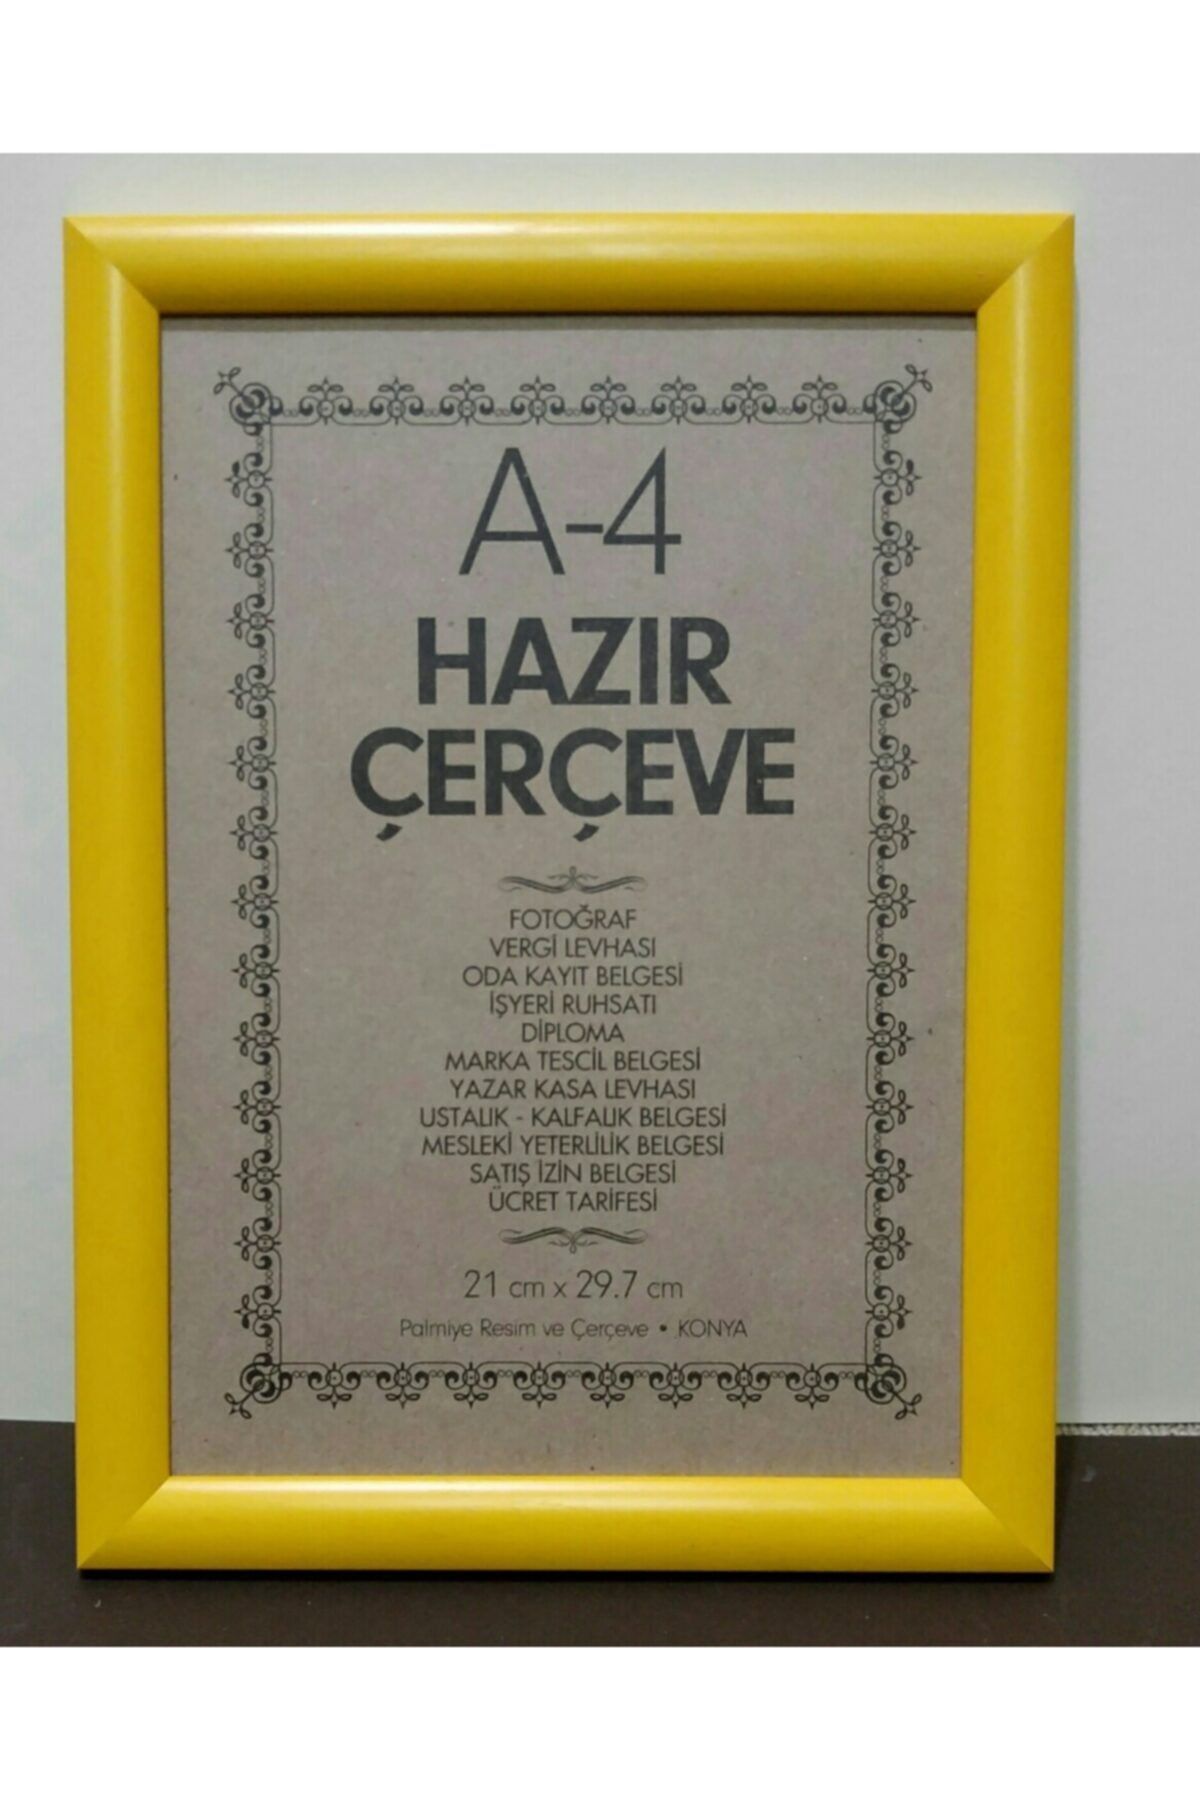 A-4
HAZIR
ÇERÇEVE
FOTOĞRAF
VERGİ LEVHASI
ODA KAYIT BELGESİ
İŞYERİ RUHSATI
DİPLOMA
MARKA TESCİL BELGESİ
YAZAR KASA LEVHASI
USTALIK - KALFALIK BELGESİ
MESLEKİ YETERLİLİK BELGESİ
SATIŞ İZİN BELGESİ
ÜCRET TARİFESİ
21 cm x 29.7 cm
Palmiye Resim ve Çerçeve • KONYA